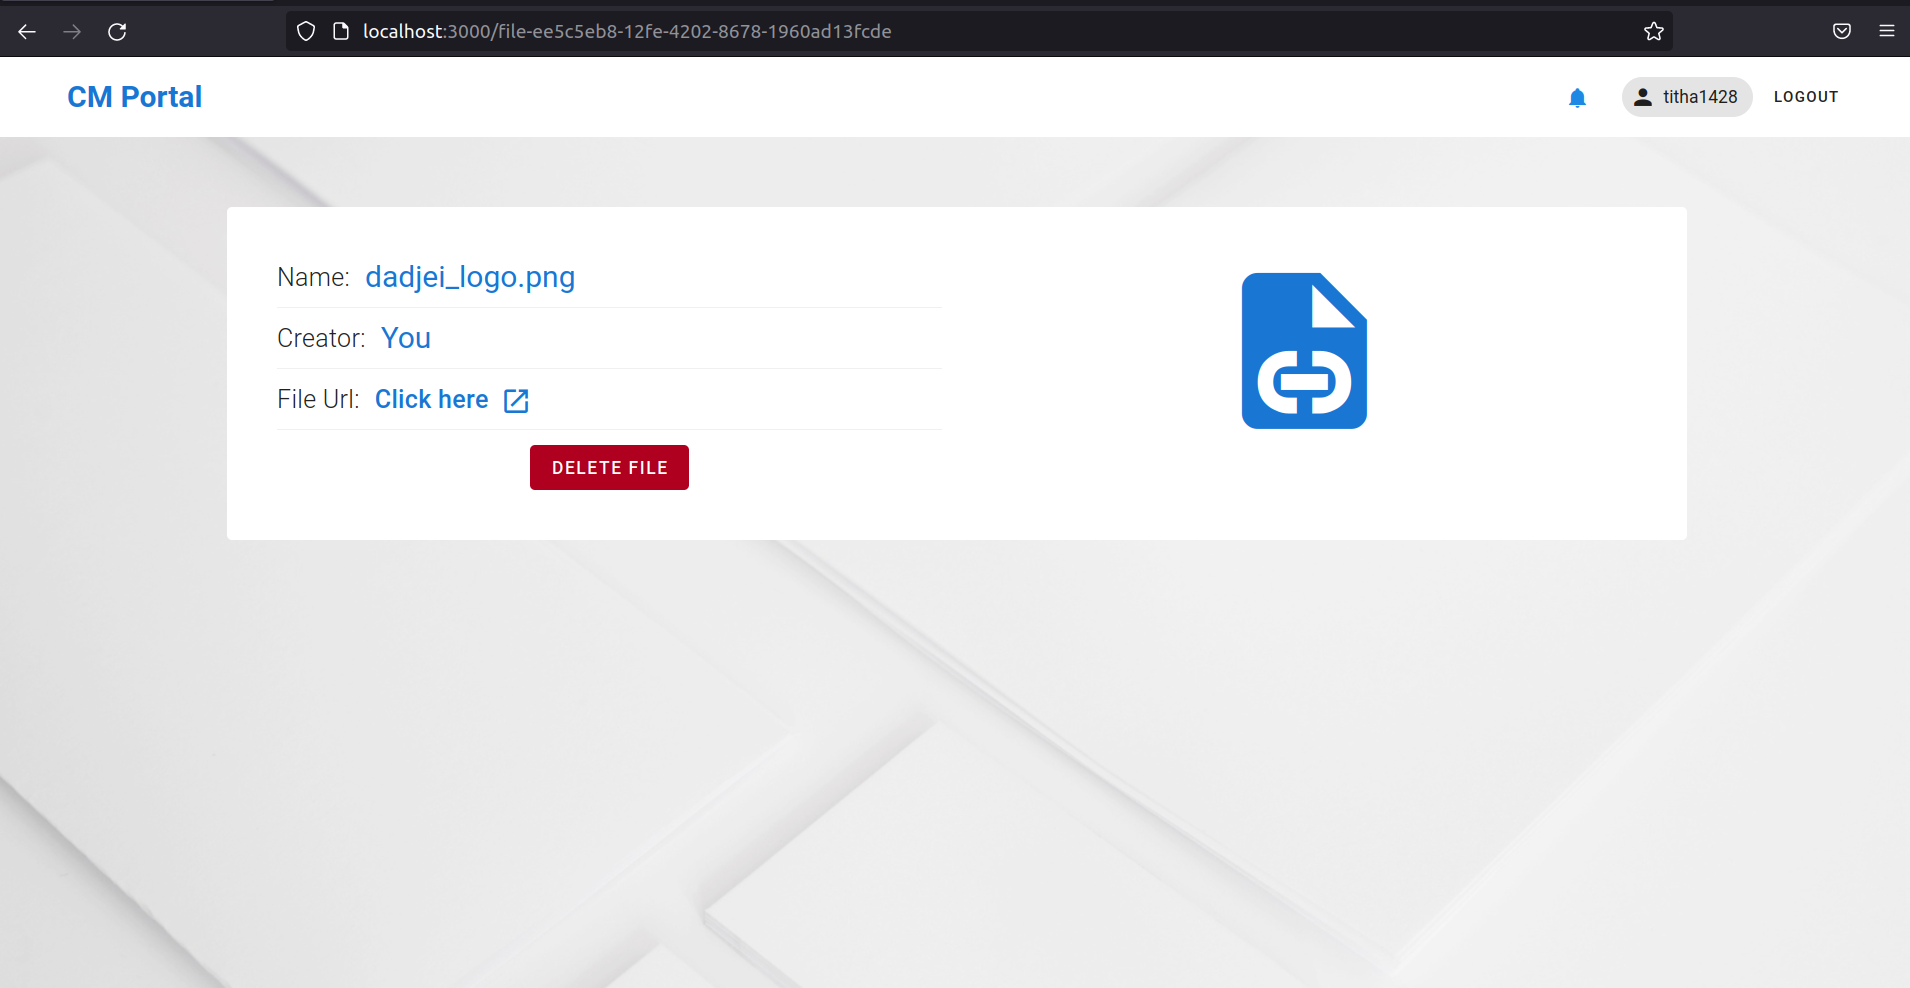 localhost:3000/file-ee5c5eb8-12fe-4202-8678-1960ad13fcde
CM Portal
titha1428
LOGOUT
Name: dadjei_logo.png
Creator: You
File Url: Click here
DELETE FILE